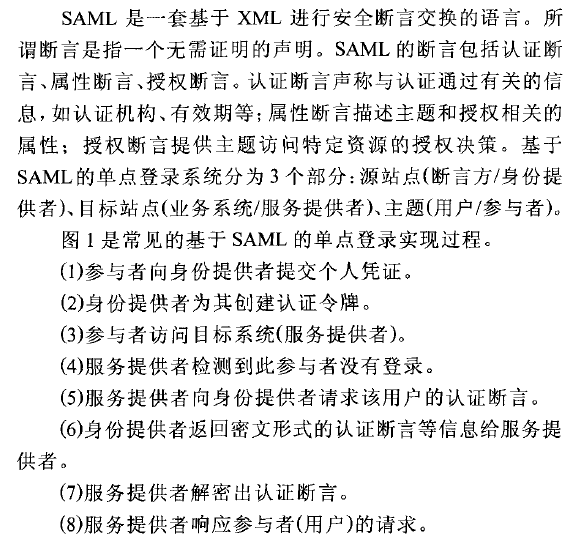 SAML 是一套基于 XML 进行安全断言交换的语言。所
谓断言是指一个无需证明的声明。SAML 的断言包括认证断
言、属性断言、授权断言。认证断言声称与认证通过有关的信
息，如认证机构、有效期等；属性断言描述主题和授权相关的
属性；授权断言提供主题访问特定资源的授权决策。基于
SAML的单点登录系统分为 3 个部分：源站点(断言方/身份提
供者)、目标站点(业务系统/服务提供者)、主题(用户/参与者)。
图 1 是常见的基于 SAML 的单点登录实现过程。
(1)参与者向身份提供者提交个人凭证。
(2)身份提供者为其创建认证令牌。
(3)参与者访问目标系统(服务提供者)。
(4)服务提供者检测到此参与者没有登录。
(5)服务提供者向身份提供者请求该用户的认证断言。
(6)身份提供者返回密文形式的认证断言等信息给服务提
供者。
(7)服务提供者解密出认证断言。
(8)服务提供者响应参与者(用户)的请求。